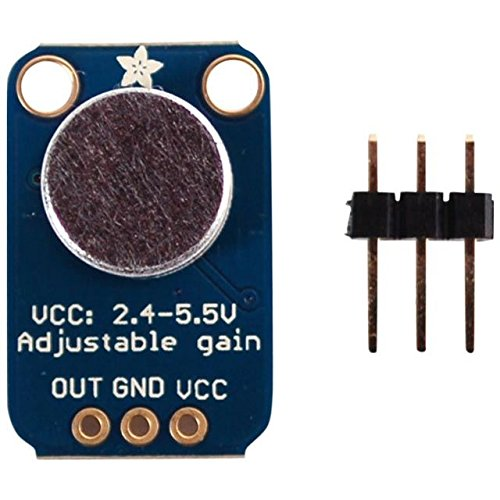 VCC: 2.4-5.5V
Adjustable gain
OUT GND VCC